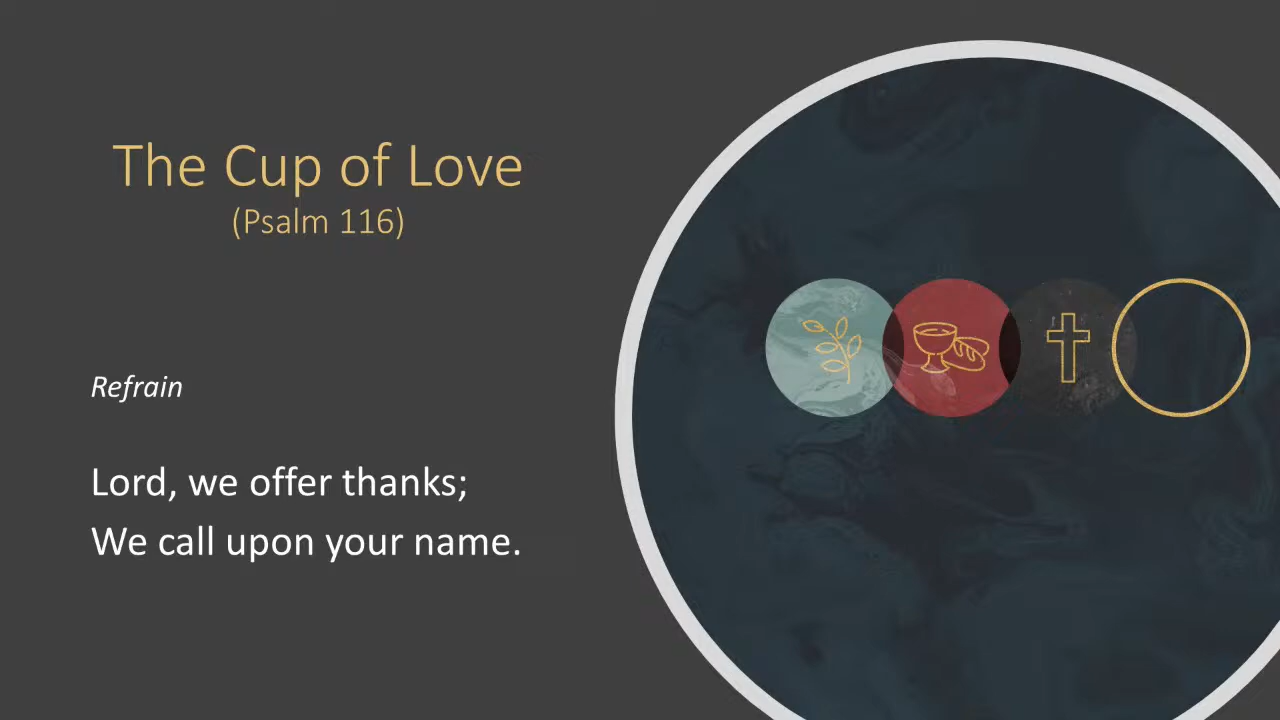 The Cup of Love
(Psalm 116)
Refrain
Lord, we offer thanks;
We call upon your name.